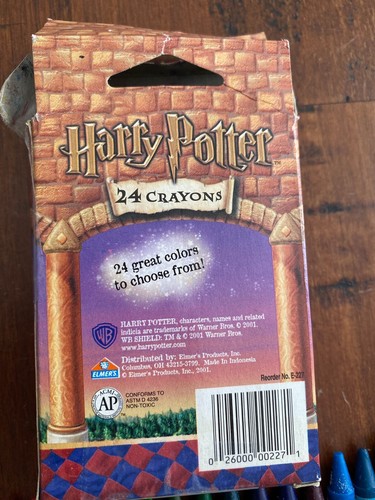 Harry Potter
24 CRAYONS
24 great colors
to choose from!
HARRY POTTER, characters, names and related
indicia are trademarks of Warner Bros. © 2001.
WB SHIELD: TM & © 2001 Warner Bros.
www.harrypotter.com
WB
Distributed by: Elmer's Products, Inc.
Columbus, OH 43215-3799. Made In Indonesia
© Elmer's Products, Inc., 2001.
ELMER'S
Reorder No. E-227
AP
CONFORMS TO
ASTM D 4236
NON-TOXIC
0 26000 00227 1